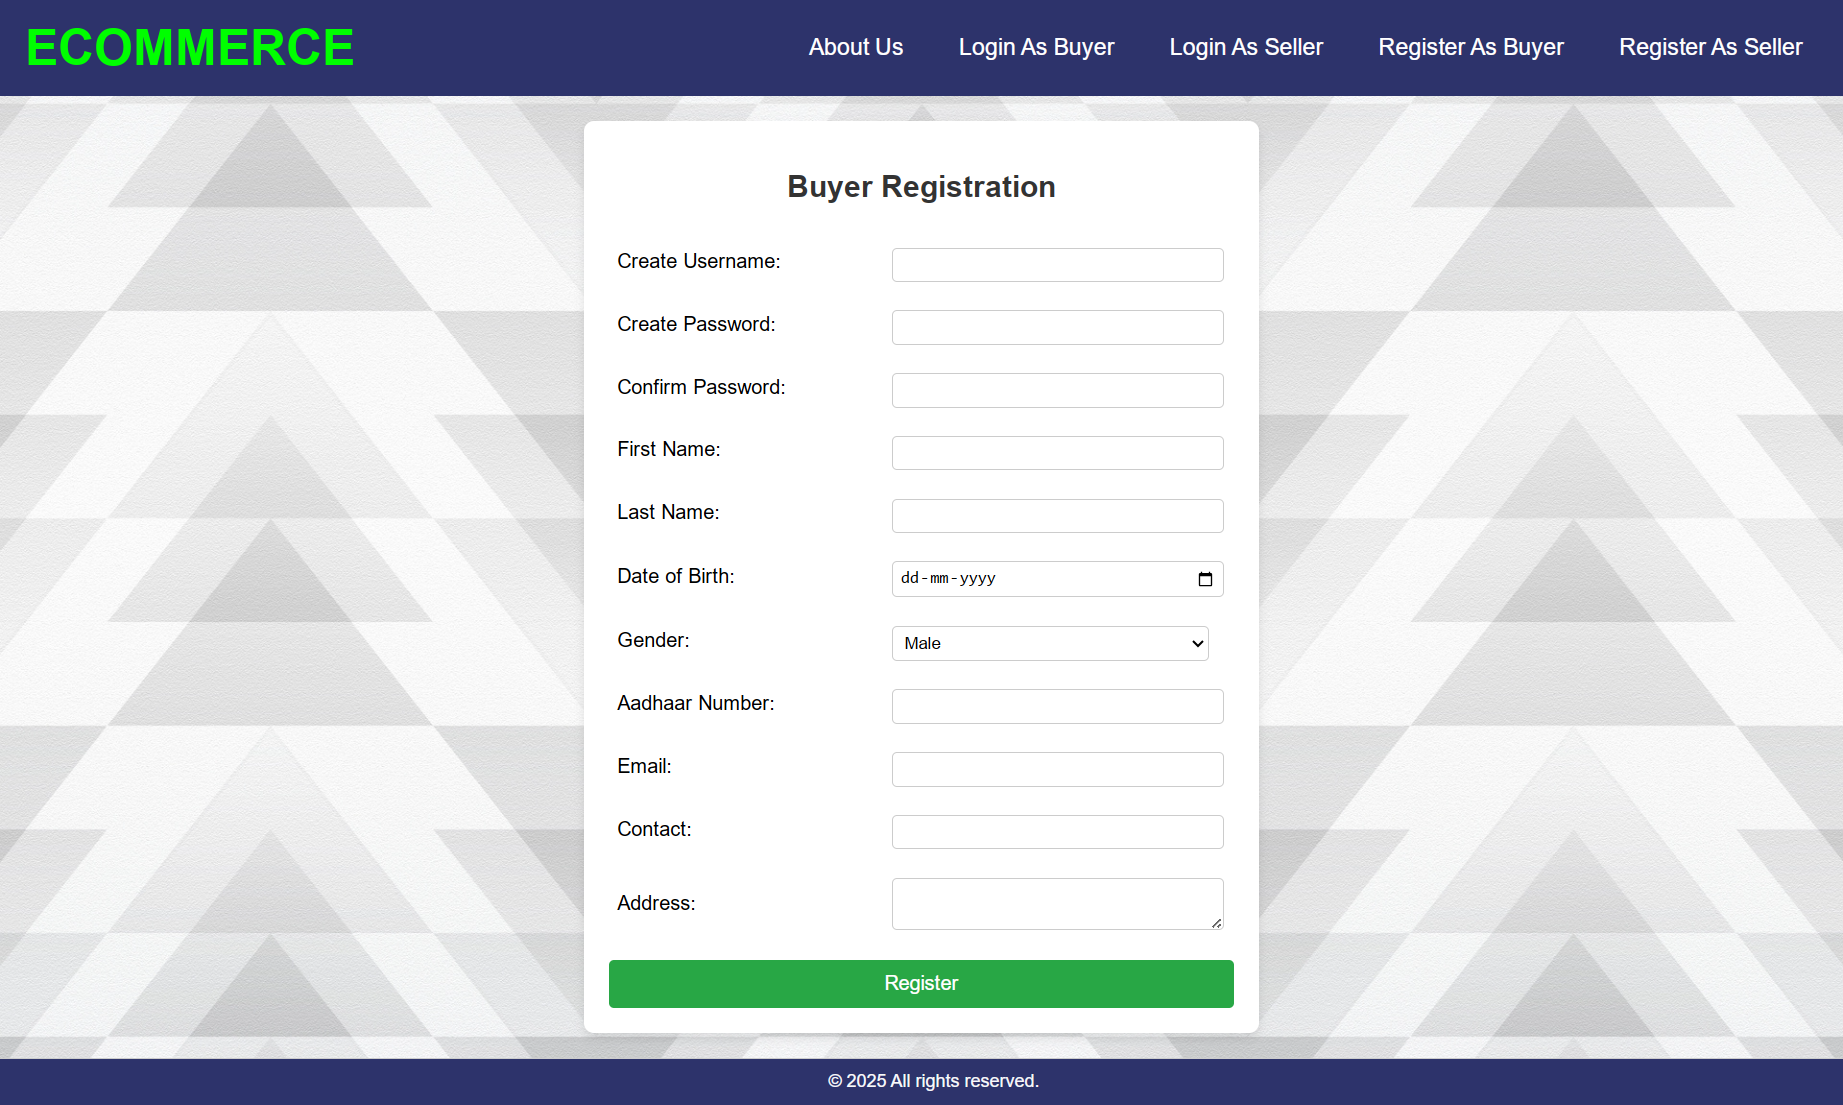 ECOMMERCE
About Us Login As Buyer Login As Seller Register As Buyer Register As Seller
Buyer Registration
Create Username:
Create Password:
Confirm Password:
First Name:
Last Name:
Date of Birth: dd-mm-yyyy
Gender: Male
Aadhaar Number:
Email:
Contact:
Address:
Register
© 2025 All rights reserved.